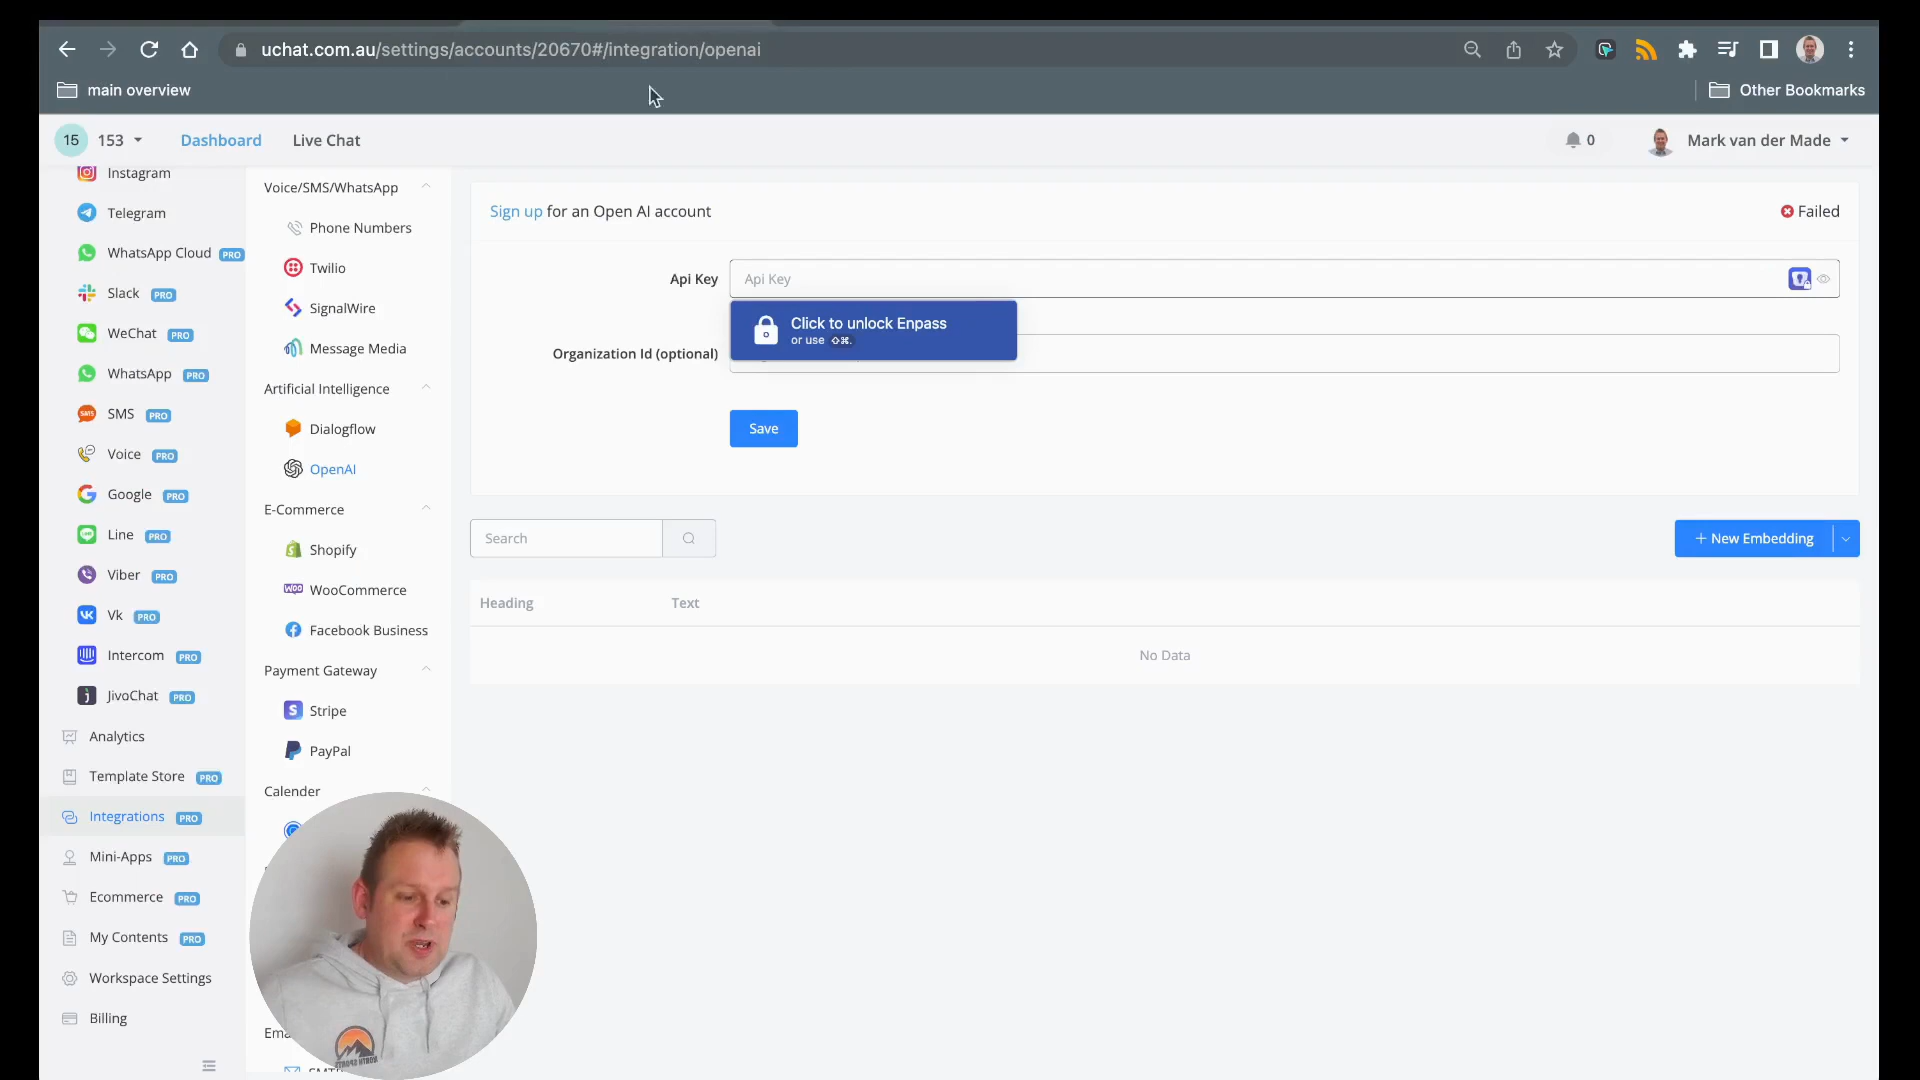 uchat.com.au/settings/accounts/20670#/integration/openai
main overview
Other Bookmarks
15 153
Dashboard
Live Chat
0
Mark van der Made
Instagram
Telegram
WhatsApp Cloud PRO
Slack PRO
WeChat PRO
WhatsApp PRO
SMS PRO
Voice PRO
Google PRO
Line PRO
Viber PRO
Vk PRO
Intercom PRO
JivoChat PRO
Analytics
Template Store PRO
Integrations PRO
Mini-Apps PRO
Ecommerce PRO
My Contents PRO
Workspace Settings
Billing
Voice/SMS/WhatsApp
Phone Numbers
Twilio
SignalWire
Message Media
Artificial Intelligence
Dialogflow
OpenAI
E-Commerce
Shopify
WooCommerce
Facebook Business
Payment Gateway
Stripe
PayPal
Calender
Sign up for an Open AI account
Failed
Api Key
Api Key
Click to unlock Enpass
or use ⇧⌘.
Organization Id (optional)
Save
Search
+ New Embedding
Heading
Text
No Data